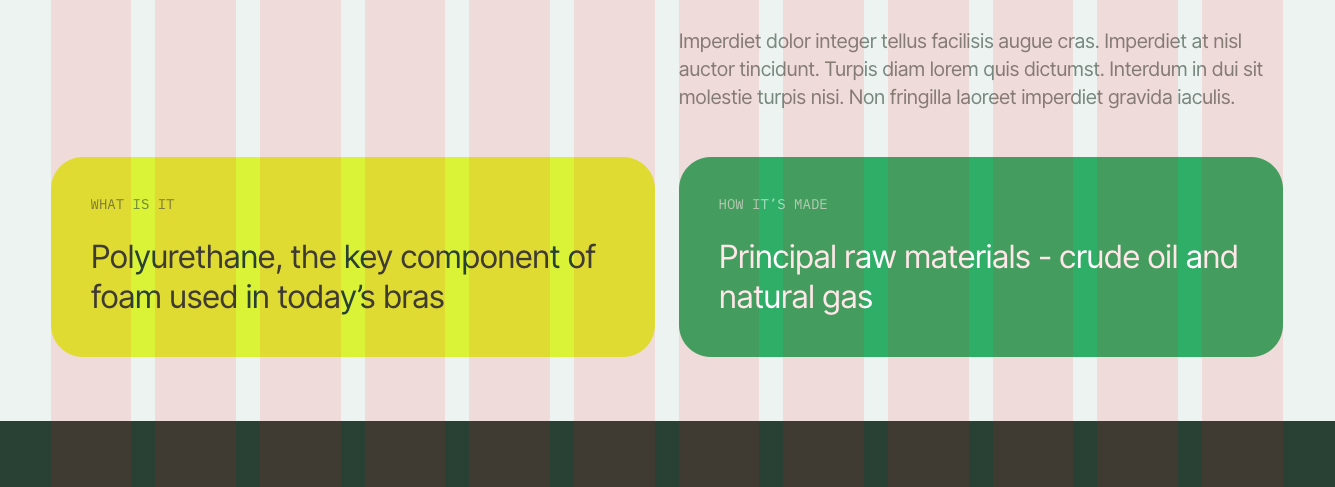 Imperdiet dolor integer tellus facilisis augue cras. Imperdiet at nisl
auctor tincidunt. Turpis diam lorem quis dictumst. Interdum in dui sit
molestie turpis nisi. Non fringilla laoreet imperdiet gravida iaculis.
WHAT IS IT
Polyurethane, the key component of
foam used in today’s bras
HOW IT’S MADE
Principal raw materials - crude oil and
natural gas